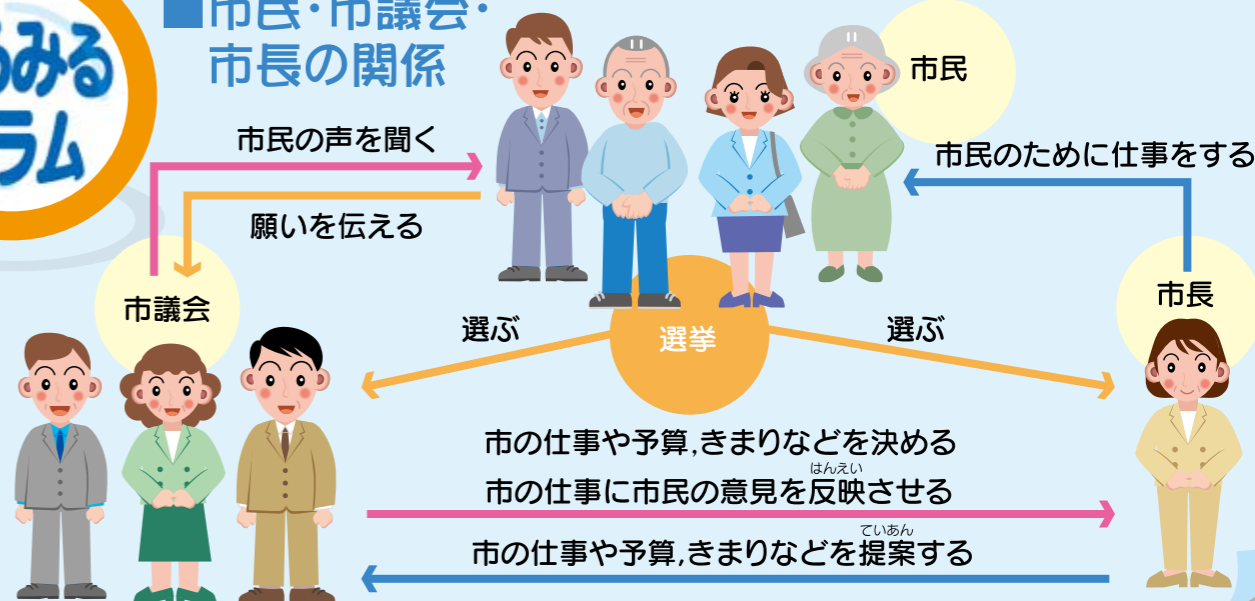 みる
ラム
■市民・市議会・
市長の関係
市民
市民の声を聞く
願いを伝える
市民のために仕事をする
市議会
市長
選ぶ
選挙
選ぶ
市の仕事や予算,きまりなどを決める
はんえい
市の仕事に市民の意見を反映させる
ていあん
市の仕事や予算,きまりなどを提案する